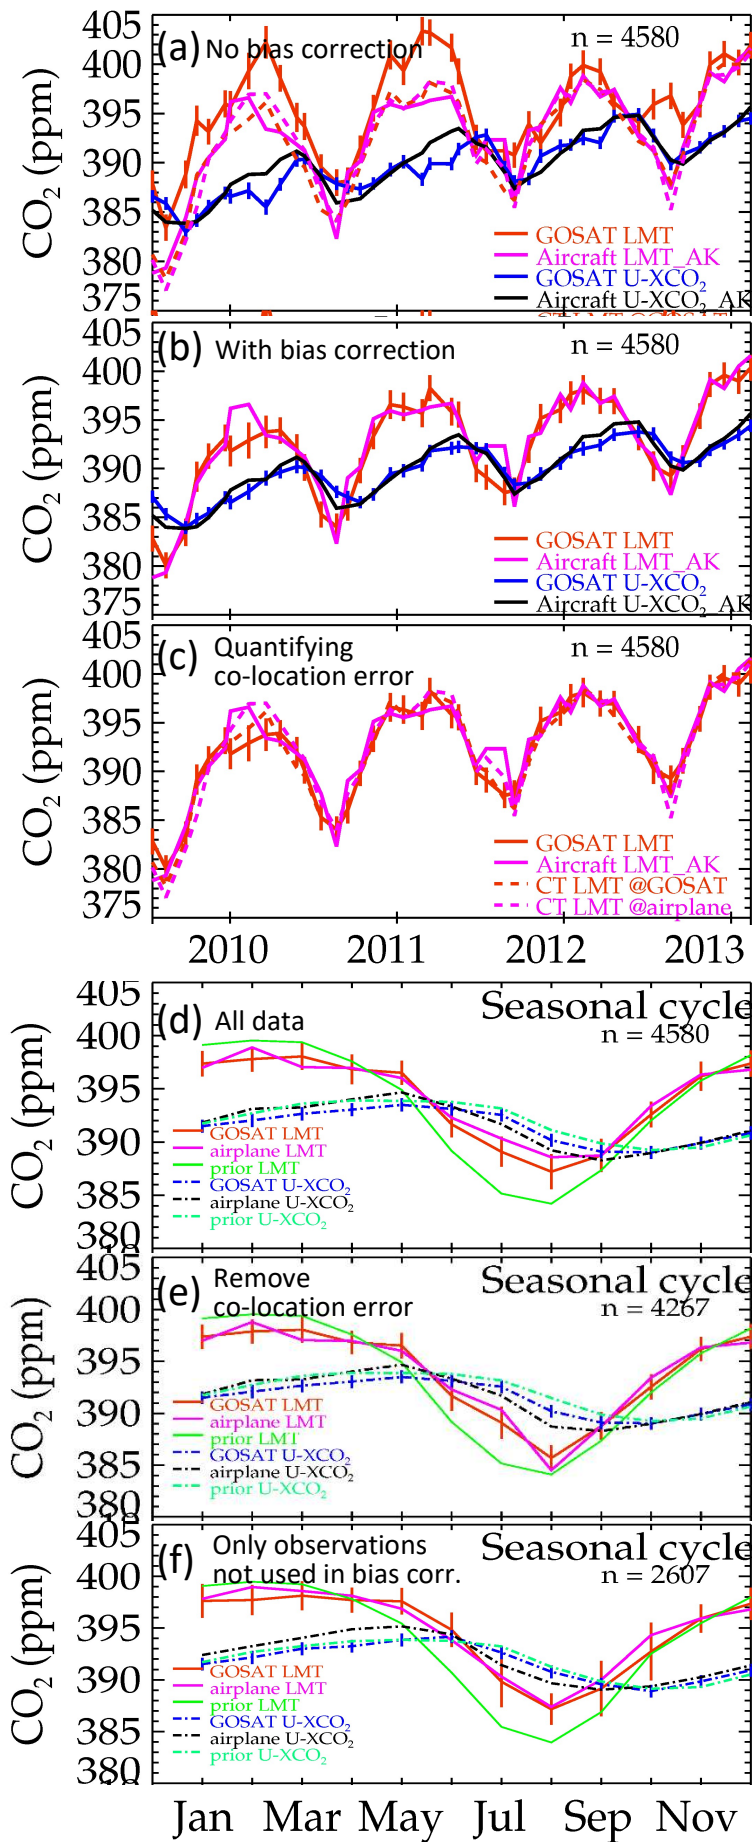 405
400
395
390
385
380
375
CO2 (ppm)
(a) No bias correction
n = 4580
GOSAT LMT
Aircraft LMT_AK
GOSAT U-XCO2
Aircraft U-XCO2_AK
405
400
395
390
385
380
375
CO2 (ppm)
(b) With bias correction
n = 4580
GOSAT LMT
Aircraft LMT_AK
GOSAT U-XCO2
Aircraft U-XCO2_AK
405
400
395
390
385
380
375
CO2 (ppm)
(c) Quantifying
co-location error
n = 4580
GOSAT LMT
Aircraft LMT_AK
CT LMT @GOSAT
CT LMT @airplane
2010 2011 2012 2013
405
400
395
390
385
380
CO2 (ppm)
(d) All data
Seasonal cycle
n = 4580
GOSAT LMT
airplane LMT
prior LMT
GOSAT U-XCO2
airplane U-XCO2
prior U-XCO2
405
400
395
390
385
380
CO2 (ppm)
(e) Remove
co-location error
Seasonal cycle
n = 4267
GOSAT LMT
airplane LMT
prior LMT
GOSAT U-XCO2
airplane U-XCO2
prior U-XCO2
405
400
395
390
385
380
CO2 (ppm)
(f) Only observations
not used in bias corr.
Seasonal cycle
n = 2607
GOSAT LMT
airplane LMT
prior LMT
GOSAT U-XCO2
airplane U-XCO2
prior U-XCO2
Jan Mar May Jul Sep Nov